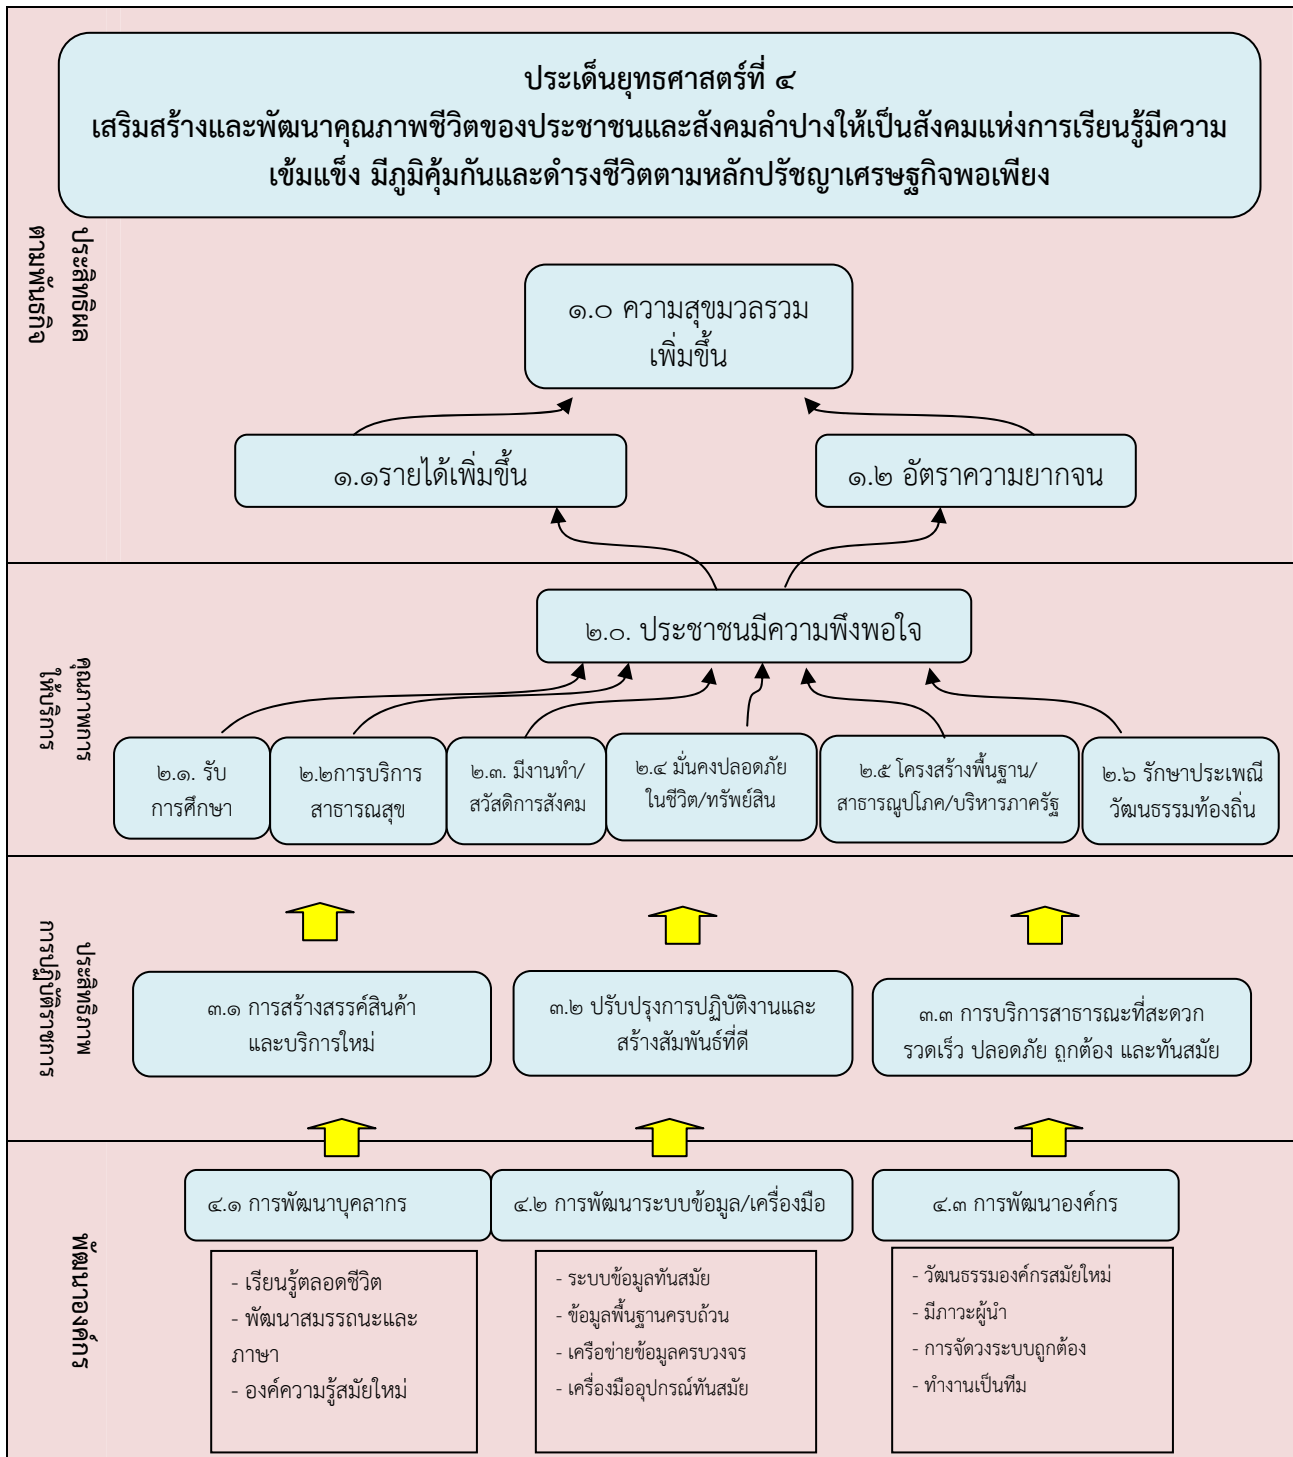 ประเด็นยุทธศาสตร์ที่ ๔
เสริมสร้างและพัฒนาคุณภาพชีวิตของประชาชนและสังคมลำปางให้เป็นสังคมแห่งการเรียนรู้มีความ
เข้มแข็ง มีภูมิคุ้มกันและดำรงชีวิตตามหลักปรัชญาเศรษฐกิจพอเพียง
ประสิทธิผล
ตามพันธกิจ
๑.๐ ความสุขมวลรวม
เพิ่มขึ้น
๑.๑รายได้เพิ่มขึ้น
๑.๒ อัตราความยากจน
คุณภาพการ
ให้บริการ
๒.๐. ประชาชนมีความพึงพอใจ
๒.๑. รับ
การศึกษา
๒.๒การบริการ
สาธารณสุข
๒.๓. มีงานทำ/
สวัสดิการสังคม
๒.๔ มั่นคงปลอดภัย
ในชีวิต/ทรัพย์สิน
๒.๕ โครงสร้างพื้นฐาน/
สาธารณูปโภค/บริหารภาครัฐ
๒.๖ รักษาประเพณี
วัฒนธรรมท้องถิ่น
ประสิทธิภาพ
การปฏิบัติราชการ
๓.๑ การสร้างสรรค์สินค้า
และบริการใหม่
๓.๒ ปรับปรุงการปฏิบัติงานและ
สร้างสัมพันธ์ที่ดี
๓.๓ การบริการสาธารณะที่สะดวก
รวดเร็ว ปลอดภัย ถูกต้อง และทันสมัย
พัฒนาองค์กร
๔.๑ การพัฒนาบุคลากร
- เรียนรู้ตลอดชีวิต
- พัฒนาสมรรถนะและ
ภาษา
- องค์ความรู้สมัยใหม่
๔.๒ การพัฒนาระบบข้อมูล/เครื่องมือ
- ระบบข้อมูลทันสมัย
- ข้อมูลพื้นฐานครบถ้วน
- เครือข่ายข้อมูลครบวงจร
- เครื่องมืออุปกรณ์ทันสมัย
๔.๓ การพัฒนาองค์กร
- วัฒนธรรมองค์กรสมัยใหม่
- มีภาวะผู้นำ
- การจัดวงระบบถูกต้อง
- ทำงานเป็นทีม